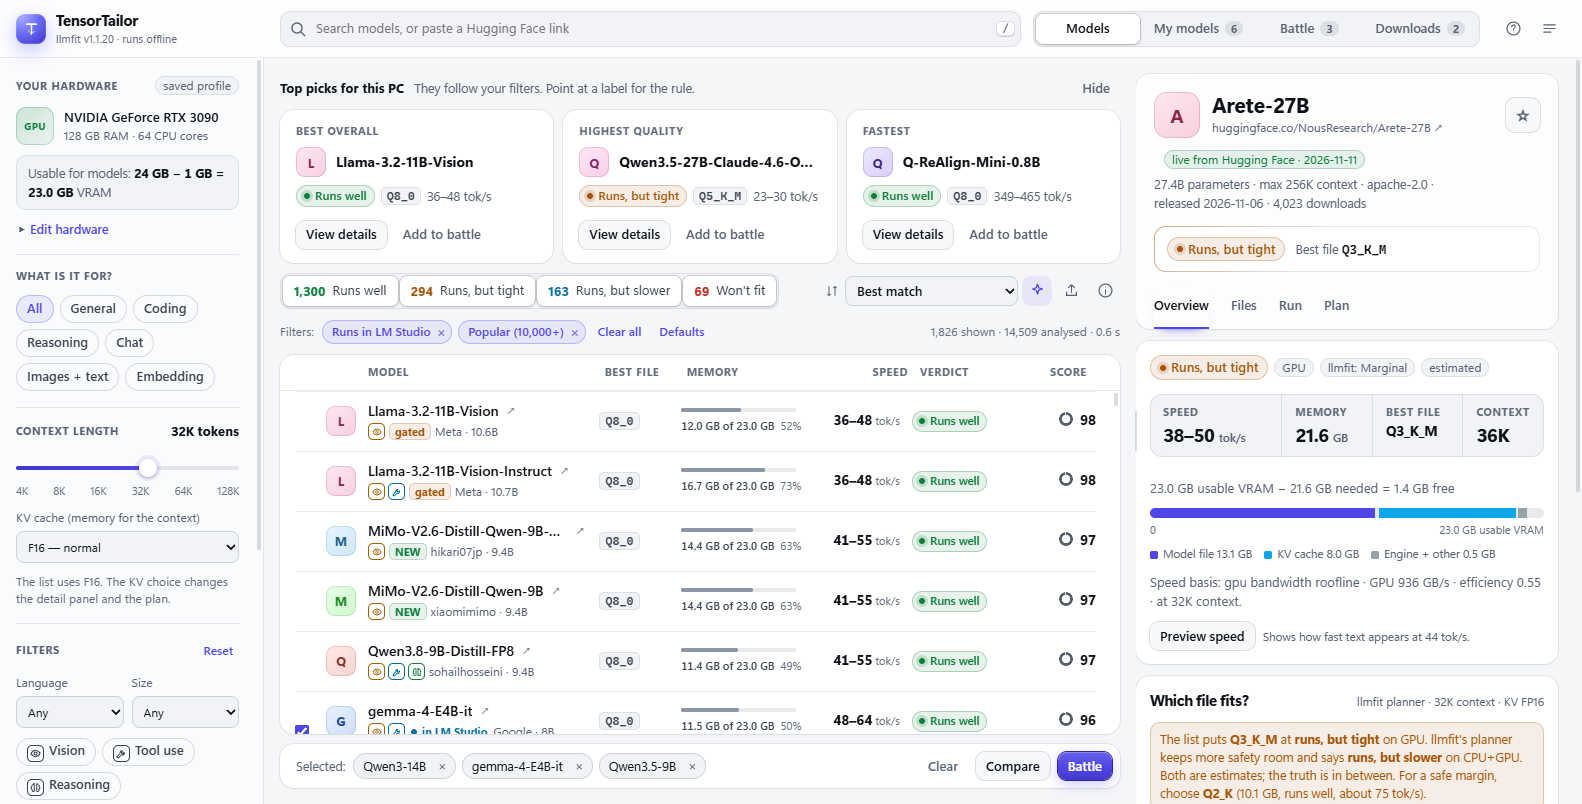 TensorTailor
llmfit v1.1.20 · runs offline
Search models, or paste a Hugging Face link
/
Models
My models 6
Battle 3
Downloads 2
YOUR HARDWARE
saved profile
GPU
NVIDIA GeForce RTX 3090
128 GB RAM · 64 CPU cores
Usable for models: 24 GB − 1 GB =
23.0 GB VRAM
Edit hardware
WHAT IS IT FOR?
All
General
Coding
Reasoning
Chat
Images + text
Embedding
CONTEXT LENGTH
32K tokens
4K 8K 16K 32K 64K 128K
KV cache (memory for the context)
F16 — normal
The list uses F16. The KV choice changes
the detail panel and the plan.
FILTERS
Reset
Language
Size
Any
Any
Vision
Tool use
Reasoning
Top picks for this PC They follow your filters. Point at a label for the rule.
Hide
BEST OVERALL
L
Llama-3.2-11B-Vision
Runs well Q8_0 36–48 tok/s
View details
Add to battle
HIGHEST QUALITY
Q
Qwen3.5-27B-Claude-4.6-O...
Runs, but tight Q5_K_M 23–30 tok/s
View details
Add to battle
FASTEST
Q
Q-ReAlign-Mini-0.8B
Runs well Q8_0 349–465 tok/s
View details
Add to battle
1,300 Runs well
294 Runs, but tight
163 Runs, but slower
69 Won't fit
Best match
Filters:
Runs in LM Studio ×
Popular (10,000+) ×
Clear all
Defaults
1,826 shown · 14,509 analysed · 0.6 s
MODEL BEST FILE MEMORY SPEED VERDICT SCORE
L
Llama-3.2-11B-Vision ↗
gated Meta · 10.6B
Q8_0
12.0 GB of 23.0 GB 52%
36–48 tok/s
Runs well
98
L
Llama-3.2-11B-Vision-Instruct ↗
gated Meta · 10.7B
Q8_0
16.7 GB of 23.0 GB 73%
36–48 tok/s
Runs well
98
M
MiMo-V2.6-Distill-Qwen-9B-... ↗
NEW hikari07jp · 9.4B
Q8_0
14.4 GB of 23.0 GB 63%
41–55 tok/s
Runs well
97
M
MiMo-V2.6-Distill-Qwen-9B ↗
NEW xiaomimimo · 9.4B
Q8_0
14.4 GB of 23.0 GB 63%
41–55 tok/s
Runs well
97
Q
Qwen3.8-9B-Distill-FP8 ↗
sohailhosseini · 9.4B
Q8_0
11.4 GB of 23.0 GB 49%
41–55 tok/s
Runs well
97
G
gemma-4-E4B-it ↗
in LM Studio Google · 8B
Q8_0
11.5 GB of 23.0 GB 50%
48–64 tok/s
Runs well
96
Selected:
Qwen3-14B ×
gemma-4-E4B-it ×
Qwen3.5-9B ×
Clear
Compare
Battle
A
Arete-27B
huggingface.co/NousResearch/Arete-27B ↗
live from Hugging Face · 2026-11-11
27.4B parameters · max 256K context · apache-2.0 ·
released 2026-11-06 · 4,023 downloads
Runs, but tight Best file Q3_K_M
Overview
Files
Run
Plan
Runs, but tight
GPU
llmfit: Marginal
estimated
SPEED
38–50 tok/s
MEMORY
21.6 GB
BEST FILE
Q3_K_M
CONTEXT
36K
23.0 GB usable VRAM − 21.6 GB needed = 1.4 GB free
0
23.0 GB usable VRAM
Model file 13.1 GB
KV cache 8.0 GB
Engine + other 0.5 GB
Speed basis: gpu bandwidth roofline · GPU 936 GB/s · efficiency 0.55
· at 32K context.
Preview speed
Shows how fast text appears at 44 tok/s.
Which file fits?
llmfit planner · 32K context · KV FP16
The list puts Q3_K_M at runs, but tight on GPU. llmfit's planner
keeps more safety room and says runs, but slower on CPU+GPU.
Both are estimates; the truth is in between. For a safe margin,
choose Q2_K (10.1 GB, runs well, about 75 tok/s).